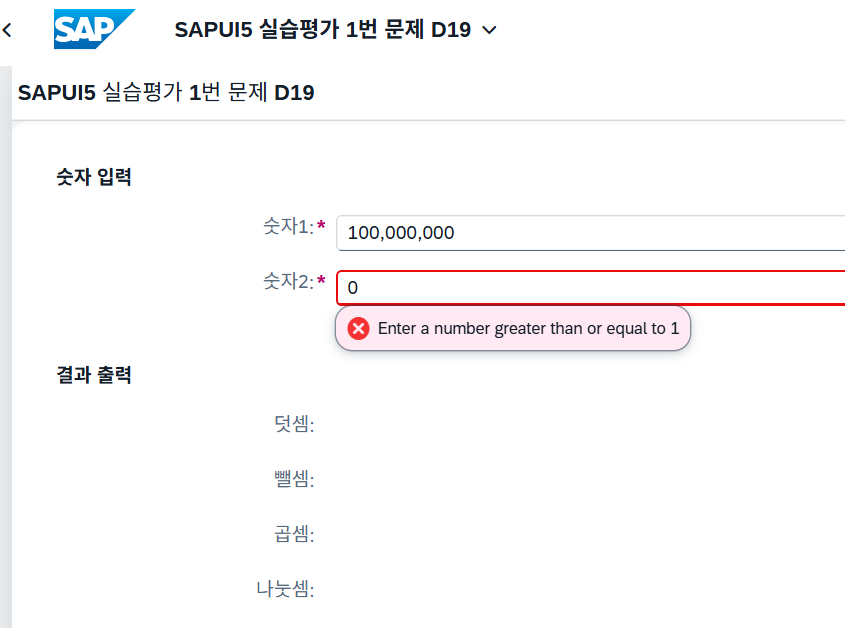 SAP SAPUI5 실습평가 1번 문제 D19
SAPUI5 실습평가 1번 문제 D19
숫자 입력
숫자1:* 100,000,000
숫자2:* 0
Enter a number greater than or equal to 1
결과 출력
덧셈:
뺄셈:
곱셈:
나눗셈: